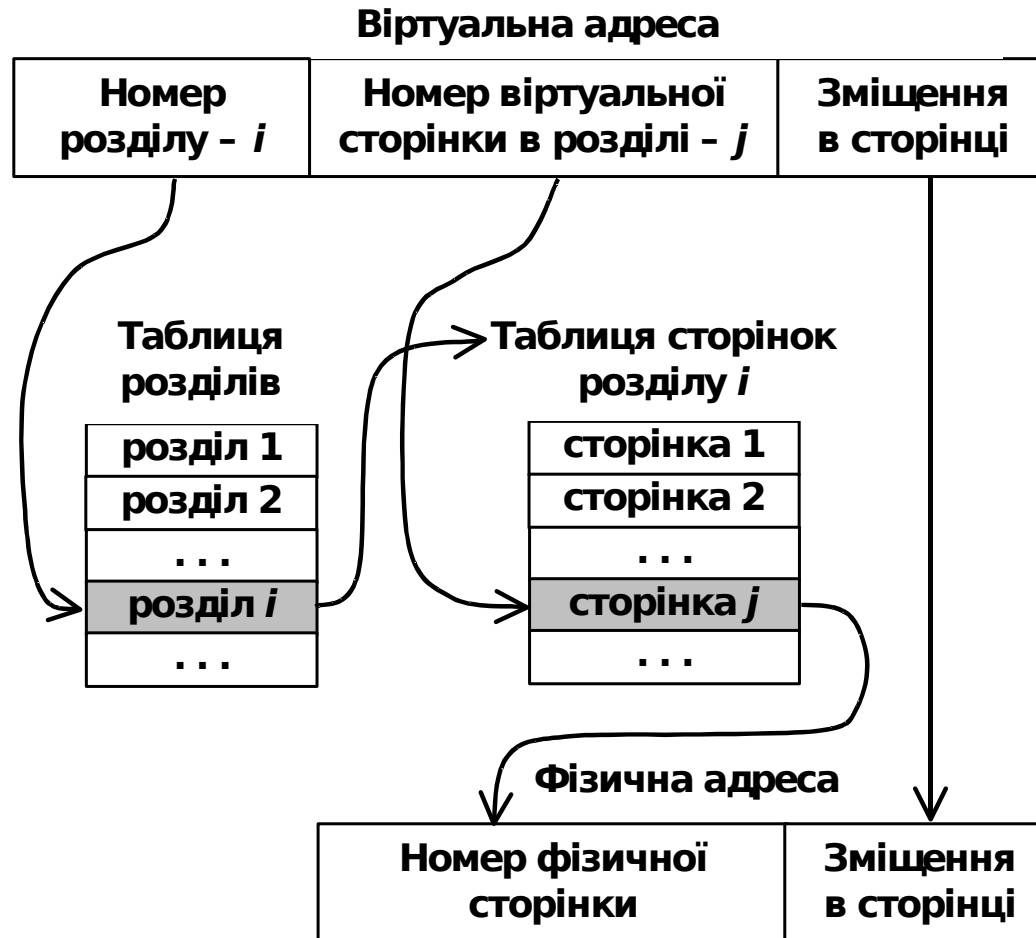 Віртуальна адреса
Номер
розділу – i
Номер віртуальної
сторінки в розділі – j
Зміщення
в сторінці
Таблиця
розділів
розділ 1
розділ 2
. . .
розділ i
. . .
Таблиця сторінок
розділу i
сторінка 1
сторінка 2
. . .
сторінка j
. . .
Фізична адреса
Номер фізичної
сторінки
Зміщення
в сторінці